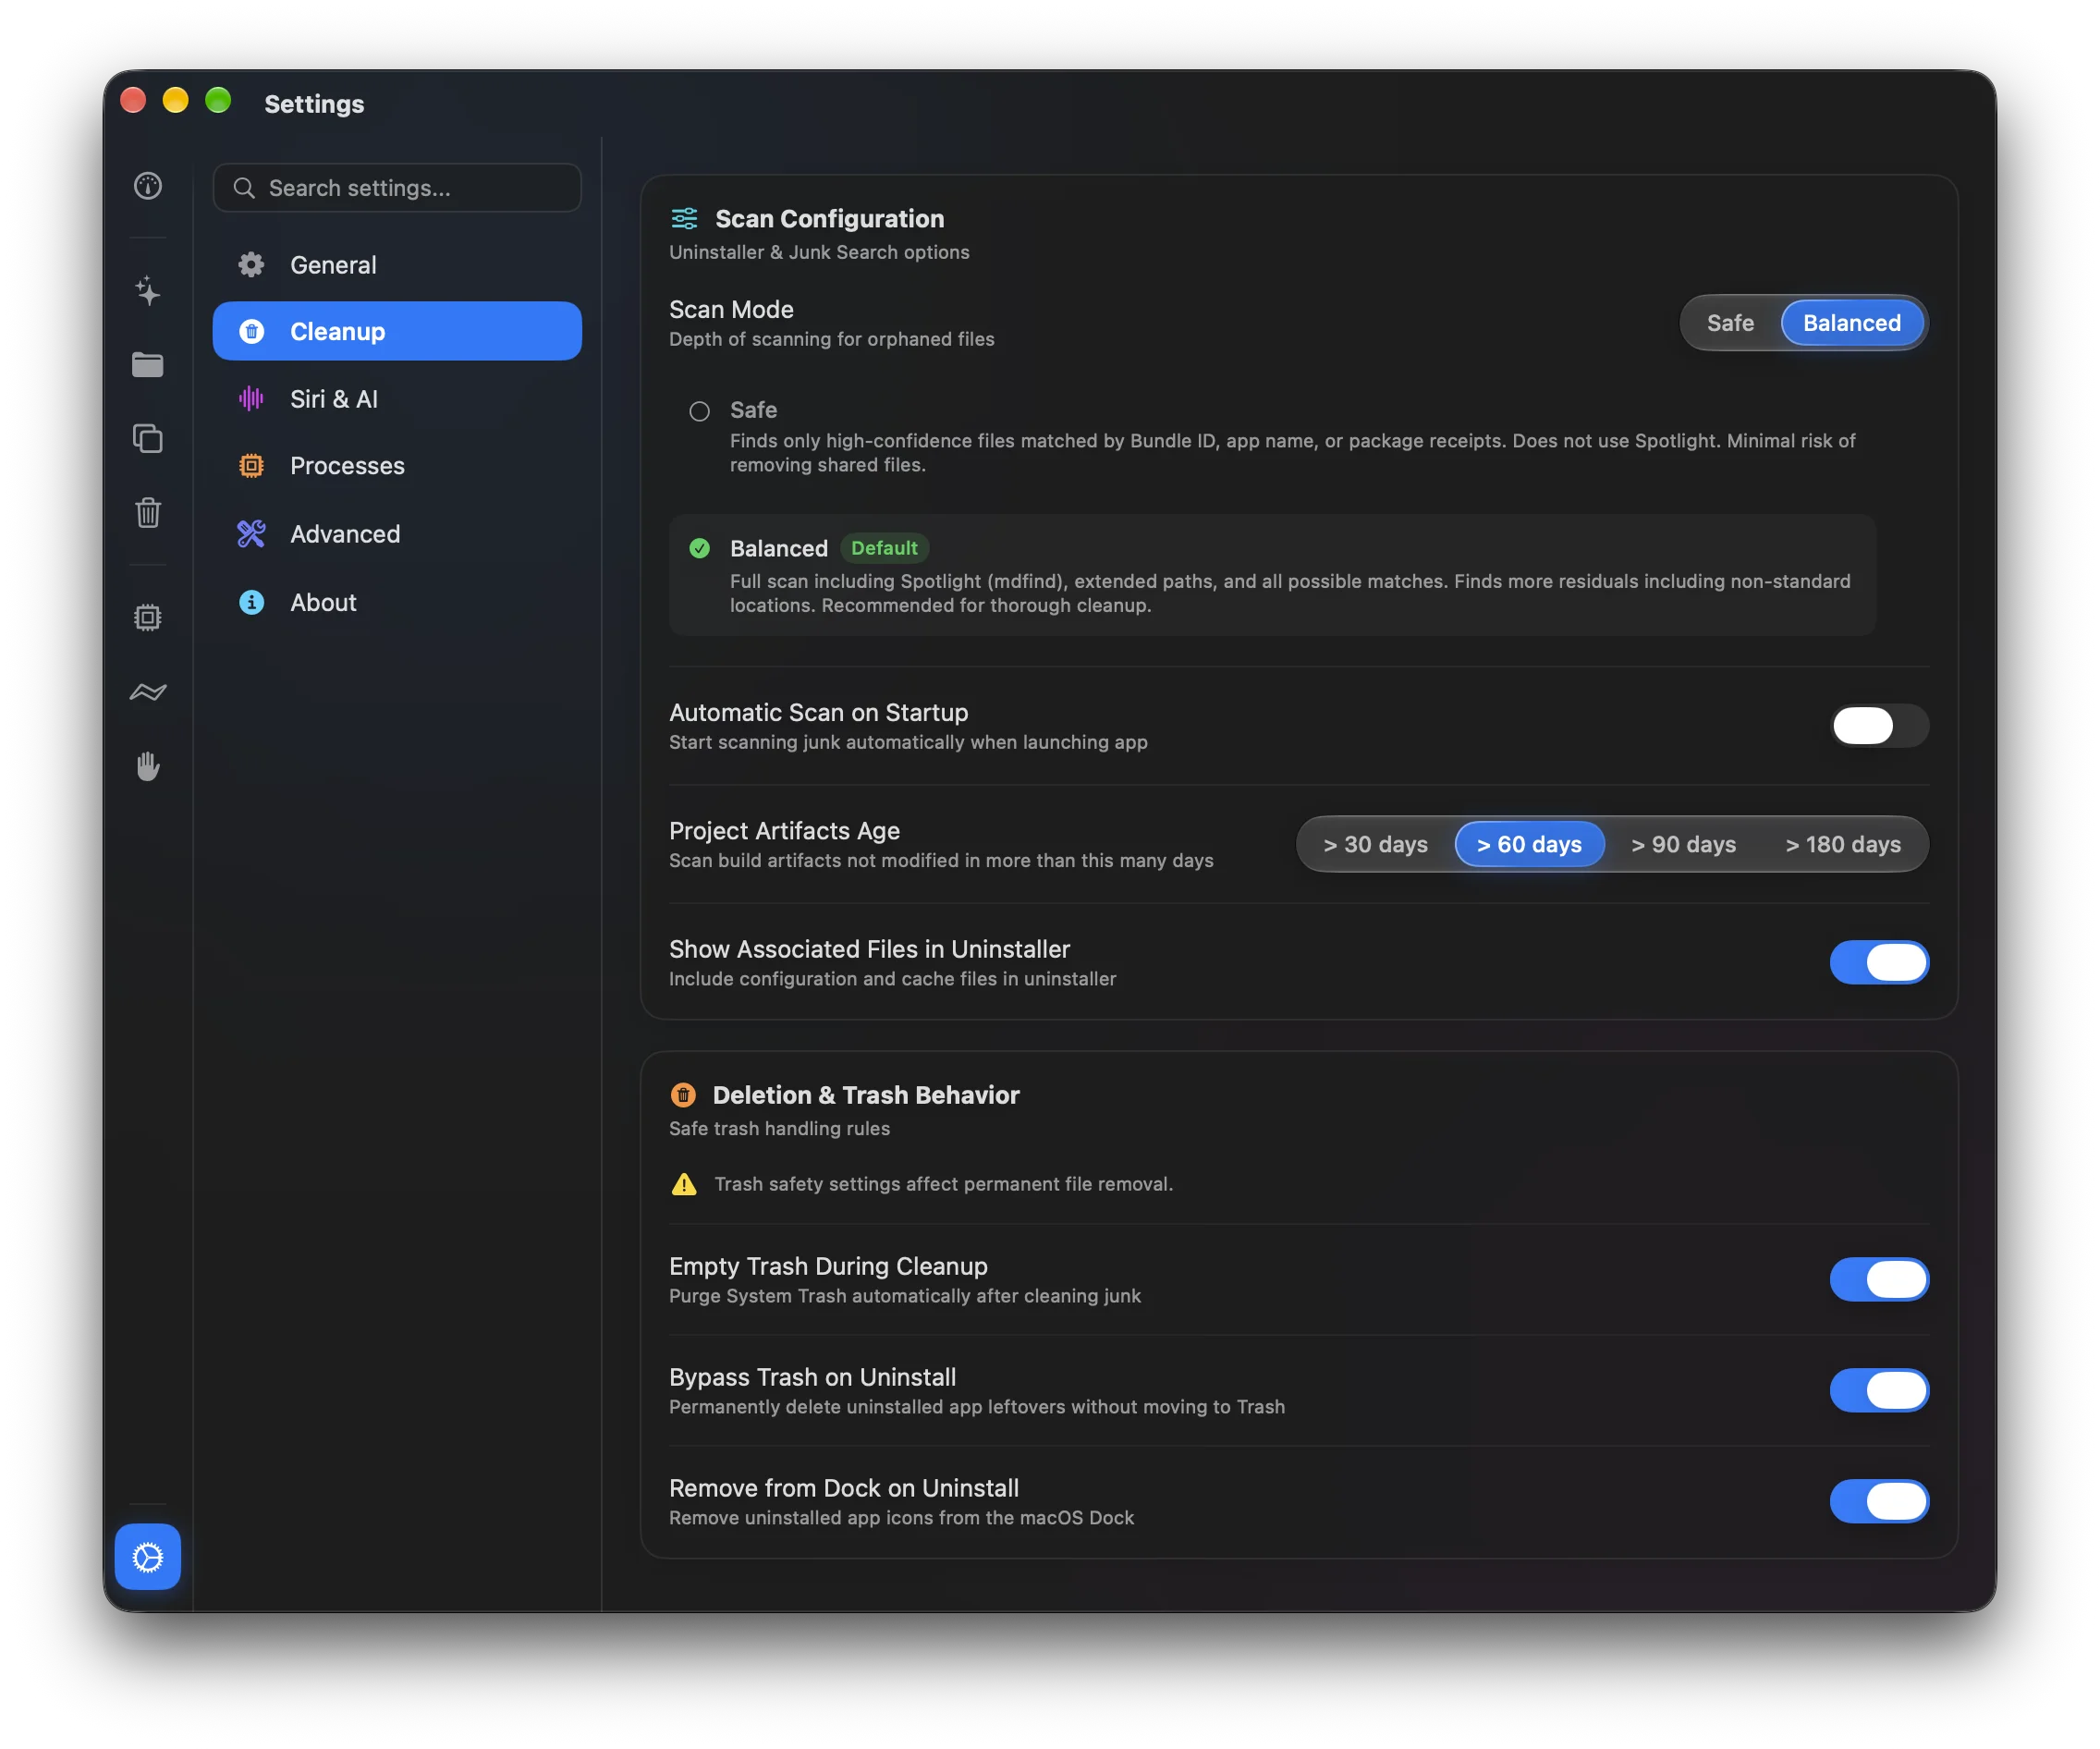 Settings
Search settings...
General
Cleanup
Siri & AI
Processes
Advanced
About
Scan Configuration
Uninstaller & Junk Search options
Scan Mode
Depth of scanning for orphaned files
Safe
Balanced
Safe
Finds only high-confidence files matched by Bundle ID, app name, or package receipts. Does not use Spotlight. Minimal risk of
removing shared files.
Balanced Default
Full scan including Spotlight (mdfind), extended paths, and all possible matches. Finds more residuals including non-standard
locations. Recommended for thorough cleanup.
Automatic Scan on Startup
Start scanning junk automatically when launching app
Project Artifacts Age
Scan build artifacts not modified in more than this many days
> 30 days
> 60 days
> 90 days
> 180 days
Show Associated Files in Uninstaller
Include configuration and cache files in uninstaller
Deletion & Trash Behavior
Safe trash handling rules
Trash safety settings affect permanent file removal.
Empty Trash During Cleanup
Purge System Trash automatically after cleaning junk
Bypass Trash on Uninstall
Permanently delete uninstalled app leftovers without moving to Trash
Remove from Dock on Uninstall
Remove uninstalled app icons from the macOS Dock